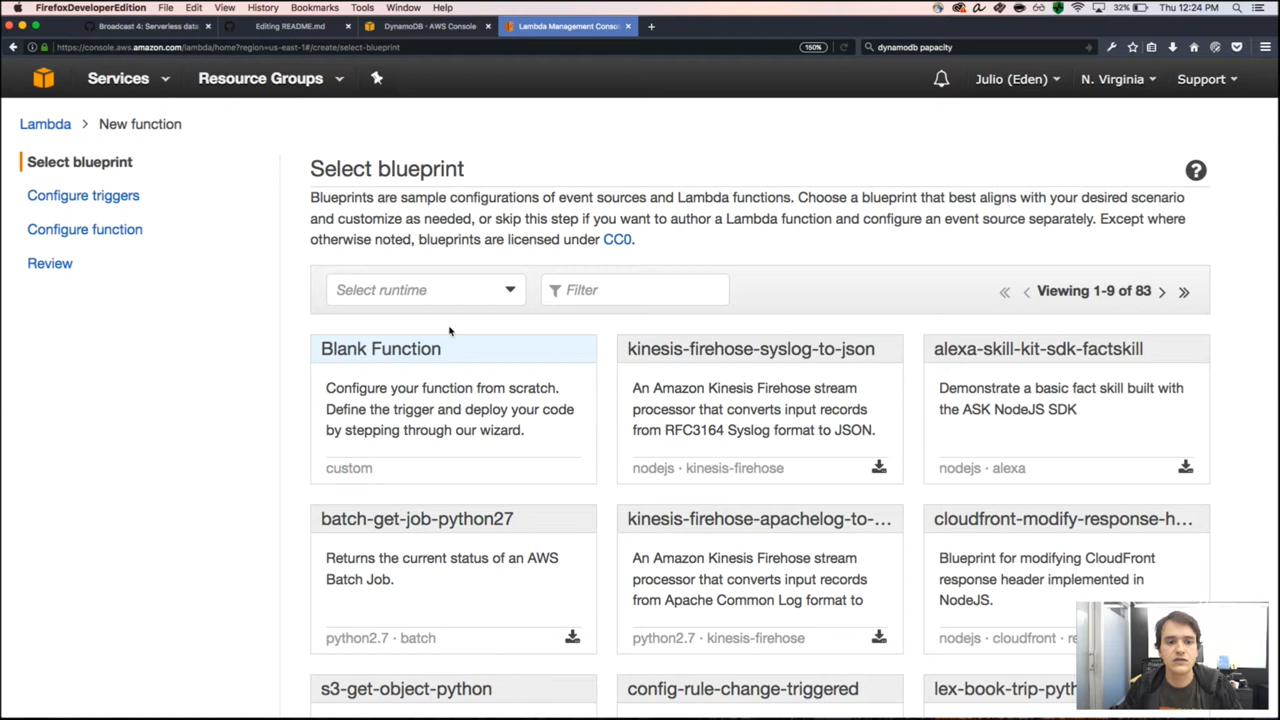 FirefoxDeveloperEdition File Edit View History Bookmarks Tools Window Help 32% Thu 12:24 PM
Broadcast 4: Serverless data Editing README.md DynamoDB - AWS Console Lambda Management Conso
https://console.aws.amazon.com/lambda/home?region=us-east-1#/create/select-blueprint 150% dynamodb papacity
Services Resource Groups Julio (Eden) N. Virginia Support
Lambda > New function
Select blueprint
Configure triggers
Configure function
Review
Select blueprint
Blueprints are sample configurations of event sources and Lambda functions. Choose a blueprint that best aligns with your desired scenario
and customize as needed, or skip this step if you want to author a Lambda function and configure an event source separately. Except where
otherwise noted, blueprints are licensed under CC0.
Select runtime Filter « ‹ Viewing 1-9 of 83 › »
Blank Function
Configure your function from scratch.
Define the trigger and deploy your code
by stepping through our wizard.
custom
kinesis-firehose-syslog-to-json
An Amazon Kinesis Firehose stream
processor that converts input records
from RFC3164 Syslog format to JSON.
nodejs · kinesis-firehose
alexa-skill-kit-sdk-factskill
Demonstrate a basic fact skill built with
the ASK NodeJS SDK
nodejs · alexa
batch-get-job-python27
Returns the current status of an AWS
Batch Job.
python2.7 · batch
kinesis-firehose-apachelog-to-...
An Amazon Kinesis Firehose stream
processor that converts input records
from Apache Common Log format to
python2.7 · kinesis-firehose
cloudfront-modify-response-h...
Blueprint for modifying CloudFront
response header implemented in
NodeJS.
nodejs · cloudfront · re
s3-get-object-python
config-rule-change-triggered
lex-book-trip-pyth